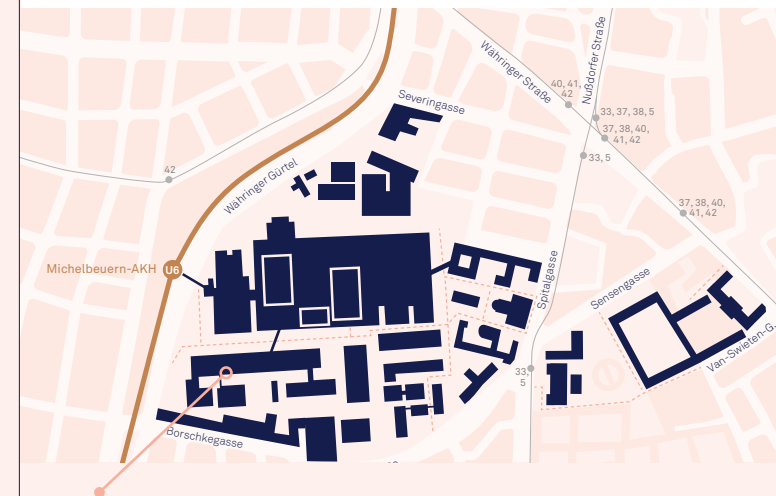 Währinger Straße
Nußdorfer Straße
40, 41,
42
Severingasse
33, 37, 38, 5
37, 38, 40,
41, 42
33, 5
42
Währinger Gürtel
37, 38, 40,
41, 42
Michelbeuern-AKH U6
Spitalgasse
Sensengasse
Van-Swieten-G.
33,
5
Borschkegasse